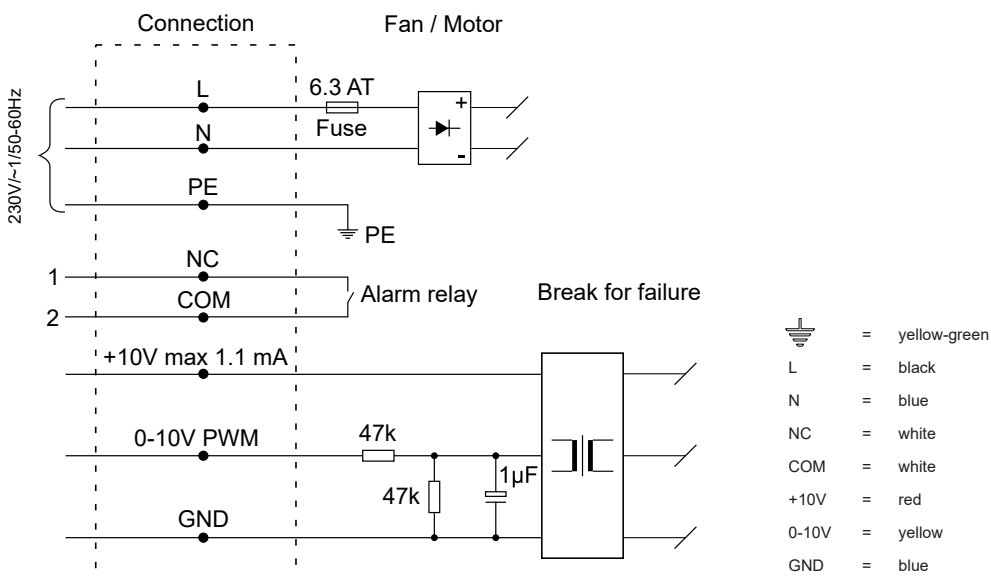 Connection
Fan / Motor
230V/~1/50-60Hz
L
6.3 AT
Fuse
+
-
N
PE
PE
1
NC
2
COM
Alarm relay
Break for failure
+10V max 1.1 mA
0-10V PWM
47k
47k
1µF
GND
= yellow-green
L = black
N = blue
NC = white
COM = white
+10V = red
0-10V = yellow
GND = blue